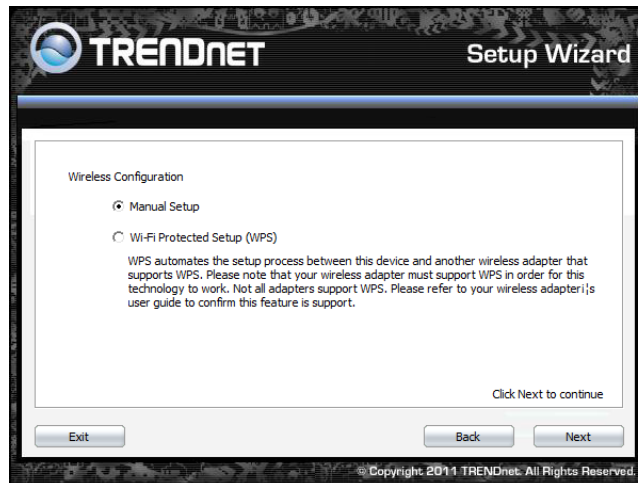 TRENDNET
Setup Wizard
Wireless Configuration
Manual Setup
Wi-Fi Protected Setup (WPS)
WPS automates the setup process between this device and another wireless adapter that
supports WPS. Please note that your wireless adapter must support WPS in order for this
technology to work. Not all adapters support WPS. Please refer to your wireless adapteri¦s
user guide to confirm this feature is support.
Click Next to continue
Exit
Back
Next
© Copyright 2011 TRENDnet. All Rights Reserved.